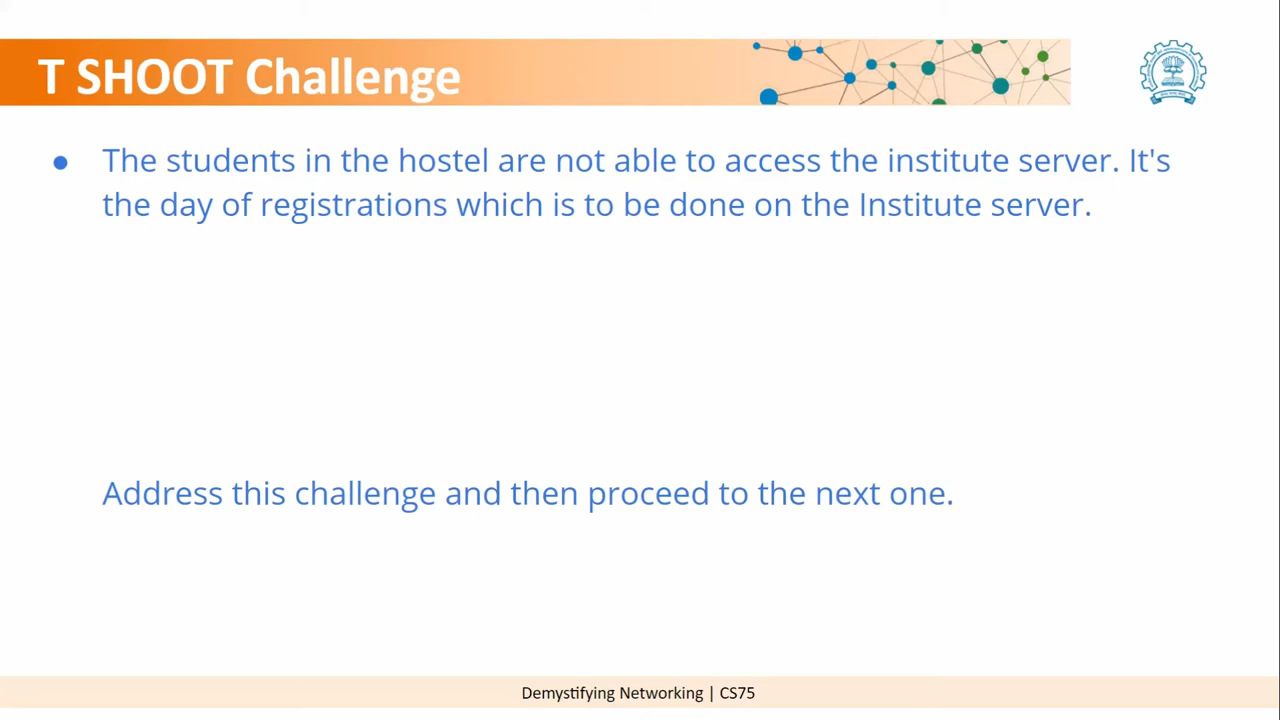 T SHOOT Challenge
● The students in the hostel are not able to access the institute server. It's
the day of registrations which is to be done on the Institute server.
Address this challenge and then proceed to the next one.
Demystifying Networking | CS75